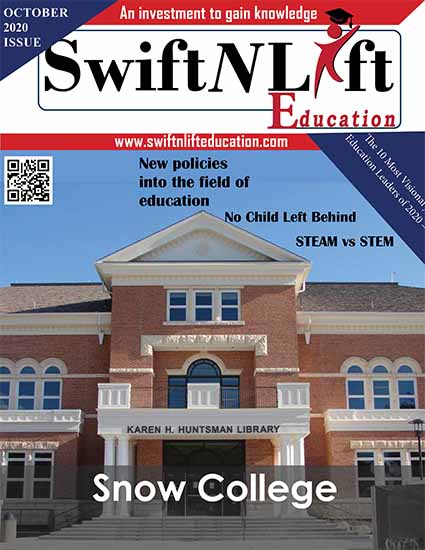 OCTOBER
2020
ISSUE
An investment to gain knowledge
SwiftNLift
Education
www.swiftnlifteducation.com
The 10 Most Visionary
Education Leaders of 2020
New policies
into the field of
education
No Child Left Behind
STEAM vs STEM
KAREN H. HUNTSMAN LIBRARY
Snow College